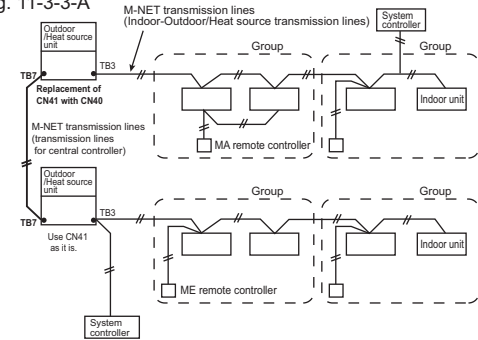 g. 11-3-3-A
M-NET transmission lines
(Indoor-Outdoor/Heat source transmission lines)
System
controller
Outdoor
/Heat source
unit
Group
Group
TB3
TB7
Replacement of
CN41 with CN40
Indoor unit
M-NET transmission lines
(transmission lines
for central controller)
MA remote controller
Outdoor
/Heat source
unit
Group
Group
TB3
TB7
Use CN41
as it is.
Indoor unit
ME remote controller
System
controller